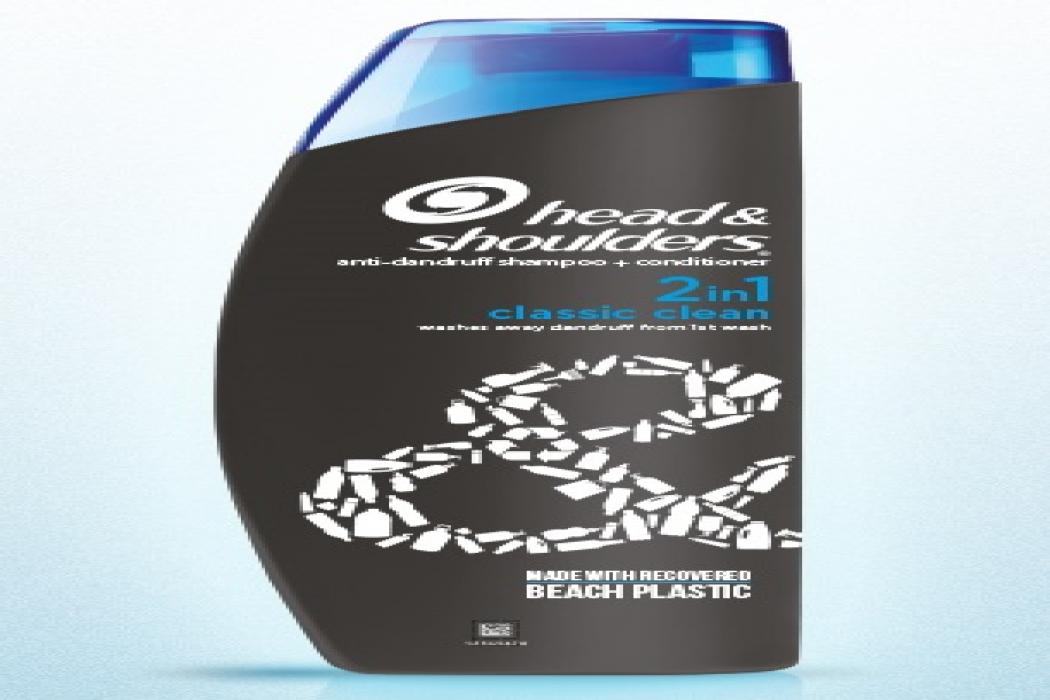 head &
shoulders®
anti-dandruff shampoo + conditioner
2in1
classic clean
washes away dandruff from 1st wash
MADE WITH RECOVERED
BEACH PLASTIC